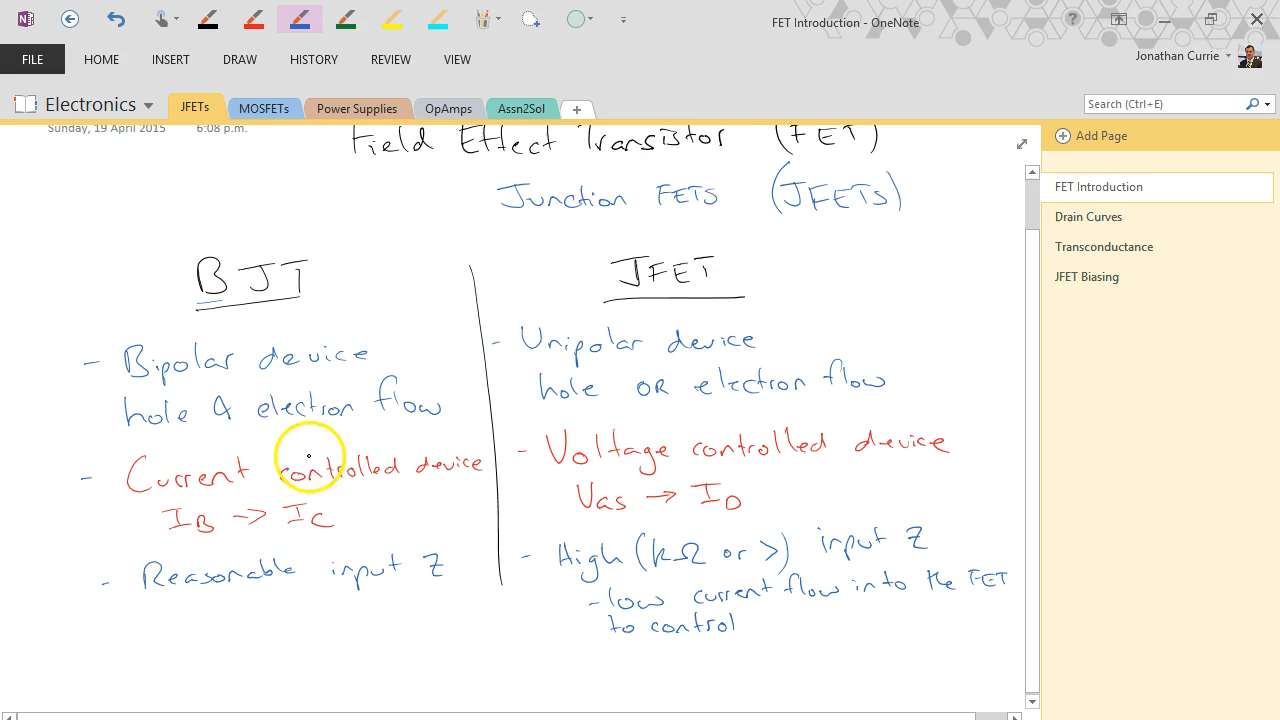 FET Introduction - OneNote
?
Jonathan Currie
FILE HOME INSERT DRAW HISTORY REVIEW VIEW
Electronics JFETs MOSFETs Power Supplies OpAmps Assn2Sol +
Search (Ctrl+E)
Sunday, 19 April 2015 6:08 p.m.
Add Page
FET Introduction
Drain Curves
Transconductance
JFET Biasing
Field Effect Transistor (FET)
Junction FETS (JFETS)
BJT
- Bipolar device
hole & electron flow
- Current controlled device
IB -> IC
- Reasonable input Z
JFET
- Unipolar device
hole OR electron flow
- Voltage controlled device
VGS -> ID
- High (kΩ or >) input Z
- low current flow into the FET
to control